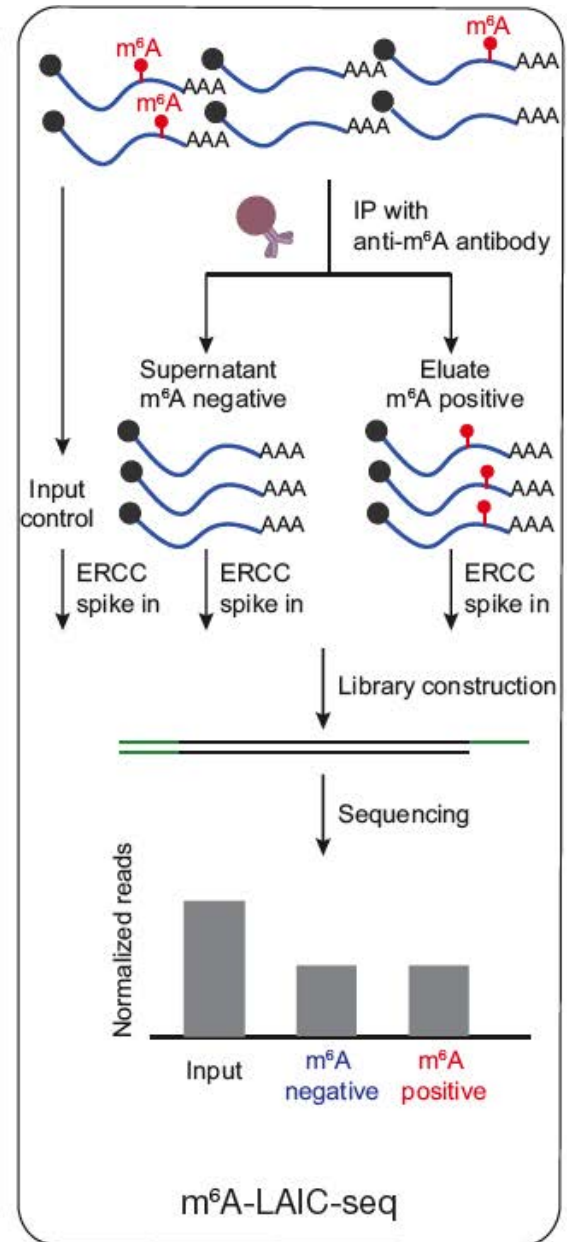 m⁶A
m⁶A
AAA
AAA
AAA
m⁶A
AAA
AAA
AAA
IP with
anti-m⁶A antibody
Supernatant
m⁶A negative
Eluate
m⁶A positive
AAA
AAA
AAA
AAA
AAA
AAA
Input
control
ERCC
spike in
ERCC
spike in
ERCC
spike in
Library construction
Sequencing
Normalized reads
Input
m⁶A
negative
m⁶A
positive
m⁶A-LAIC-seq